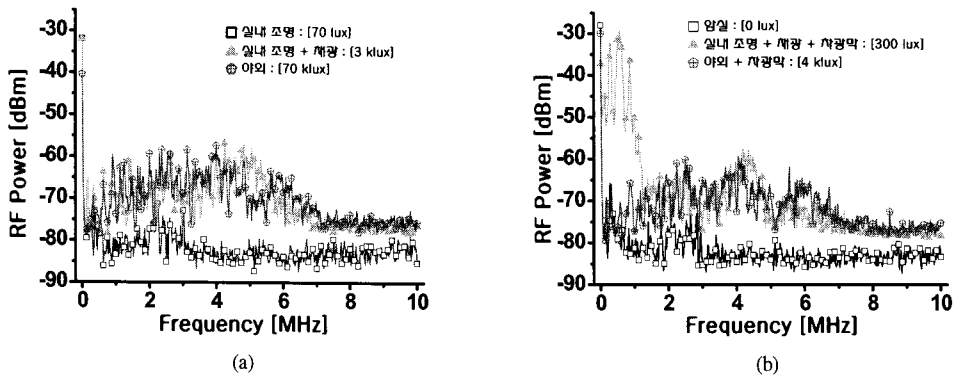 -30
-40
-50
-60
-70
-80
-90
RF Power [dBm]
실내 조명 : [70 lux]
실내 조명 + 채광 : [3 klux]
야외 : [70 klux]
0 2 4 6 8 10
Frequency [MHz]
(a)
-30
-40
-50
-60
-70
-80
-90
RF Power [dBm]
암실 : [0 lux]
실내 조명 + 채광 + 차광막 : [300 lux]
야외 + 차광막 : [4 klux]
0 2 4 6 8 10
Frequency [MHz]
(b)